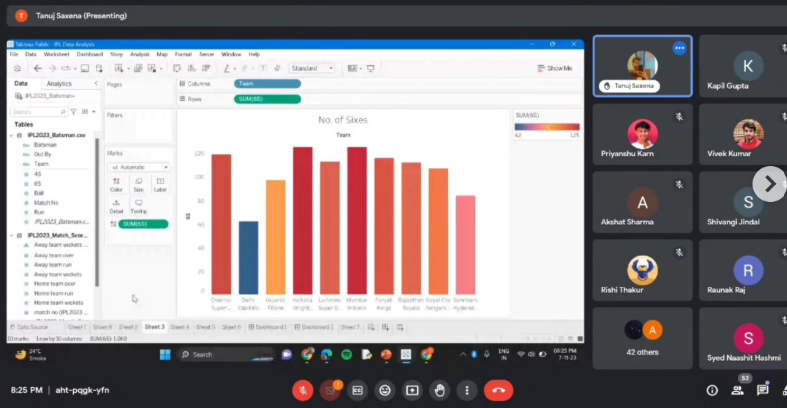 Tanuj Saxena (Presenting)
Tableau Public - IPL Data Analysis
File Data Worksheet Dashboard Story Analysis Map Format Server Window Help
Standard
Show Me
Data Analytics
Pages
Columns
Team
IPL2023_Batsman+
Rows
SUM(6S)
Search
Filters
Tables
IPL2023_Batsman.csv
Batsman
Out By
Team
4S
6S
Ball
Match No
Run
IPL2023_Batsman.c...
IPL2023_Match_Scor...
Away team wickets ...
Away team over
Away team run
Away team wickets
Home team over
Home team run
Home team wickets
match no (IPL2023 ...
Marks
Automatic
Color Size Label
Detail Tooltip
SUM(6S)
No. of Sixes
Team
6S
120
100
80
60
40
20
0
Chennai Super... Delhi Capitals Gujarat Titans Kolkata Knight... Lucknow Super G... Mumbai Indians Punjab Kings Rajasthan Royals Royal Cha... Sunrisers Hyderab...
SUM(6S)
62 125
Data Source Sheet 1 Sheet 2 Sheet 3 Sheet 4 Sheet 5 Sheet 6 Dashboard 1 Dashboard 2 Sheet 7
10 marks 1 row by 10 columns SUM(6S): 1,060
24°C
Smoke
Search
ENG
IN
08:25 PM
7-11-23
Tanuj Saxena
K
Kapil Gupta
Priyanshu Karn
Vivek Kumar
A
Akshat Sharma
S
Shivangi Jindal
Rishi Thakur
R
Raunak Raj
A
42 others
S
Syed Naashit Hashmi
8:25 PM | aht-pqgk-yfn
52